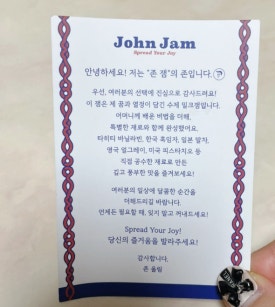 John Jam
Spread Your Joy
안녕하세요! 저는 "존 잼"의 존입니다.
우선, 여러분의 선택에 진심으로 감사드려요!
이 잼은 제 꿈과 열정이 담긴 수제 밀크잼입니다.
어머니께 배운 비법을 더해,
특별한 재료와 함께 완성했어요.
타히티 바닐라빈, 한국 흑임자, 일본 말차,
영국 얼그레이, 미국 피스타치오 등
직접 공수한 재료로 만든
깊고 풍부한 맛을 즐겨보세요!
여러분의 일상에 달콤한 순간을
더해드리길 바랍니다.
언제든 필요할 때, 잊지 말고 꺼내드세요!
Spread Your Joy!
당신의 즐거움을 발라주세요!
감사합니다.
존 올림